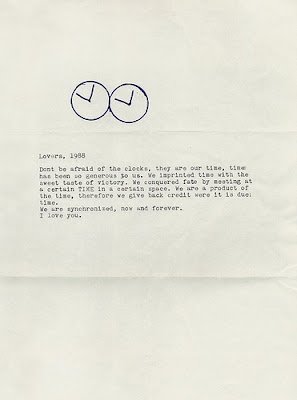 Lovers, 1988
Dont be afraid of the clocks, they are our time, time
has been so generous to us. We imprinted time with the
sweet taste of victory. We conquered fate by meeting at
a certain TIME in a certain space. We are a product of
the time, therefore we give back credit were it is due:
time.
We are synchronized, now and forever.
I love you.